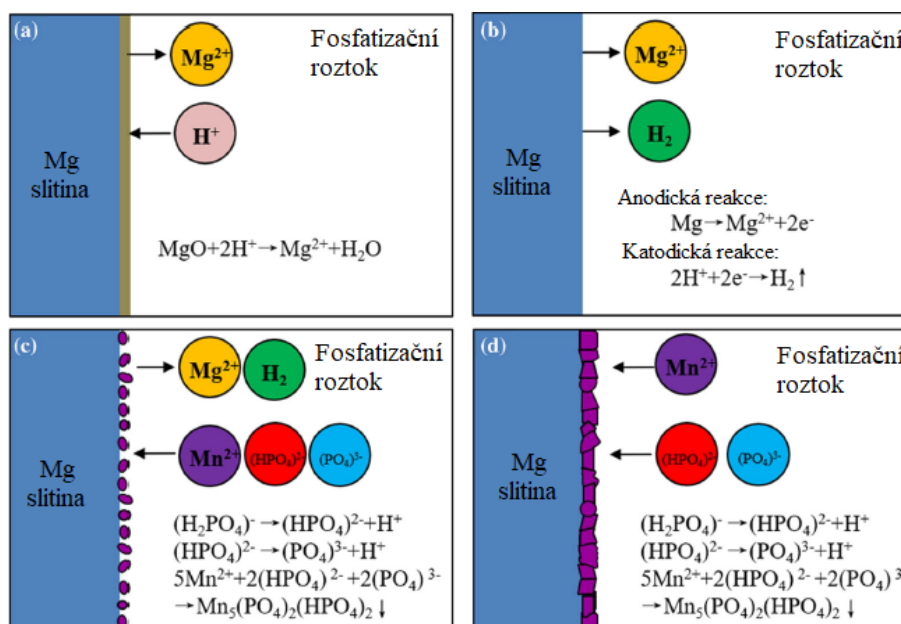 (a)
Fosfatizační
roztok
Mg²⁺
H⁺
Mg
slitina
MgO+2H⁺→Mg²⁺+H₂O
(b)
Fosfatizační
roztok
Mg²⁺
H₂
Mg
slitina
Anodická reakce:
Mg→Mg²⁺+2e⁻
Katodická reakce:
2H⁺+2e⁻→H₂↑
(c)
Fosfatizační
roztok
Mg²⁺ H₂
Mn²⁺ (HPO₄)²⁻ (PO₄)³⁻
Mg
slitina
(H₂PO₄)⁻→(HPO₄)²⁻+H⁺
(HPO₄)²⁻→(PO₄)³⁻+H⁺
5Mn²⁺+2(HPO₄)²⁻+2(PO₄)³⁻
→Mn₅(PO₄)₂(HPO₄)₂↓
(d)
Fosfatizační
roztok
Mn²⁺
(HPO₄)²⁻ (PO₄)³⁻
Mg
slitina
(H₂PO₄)⁻→(HPO₄)²⁻+H⁺
(HPO₄)²⁻→(PO₄)³⁻+H⁺
5Mn²⁺+2(HPO₄)²⁻+2(PO₄)³⁻
→Mn₅(PO₄)₂(HPO₄)₂↓